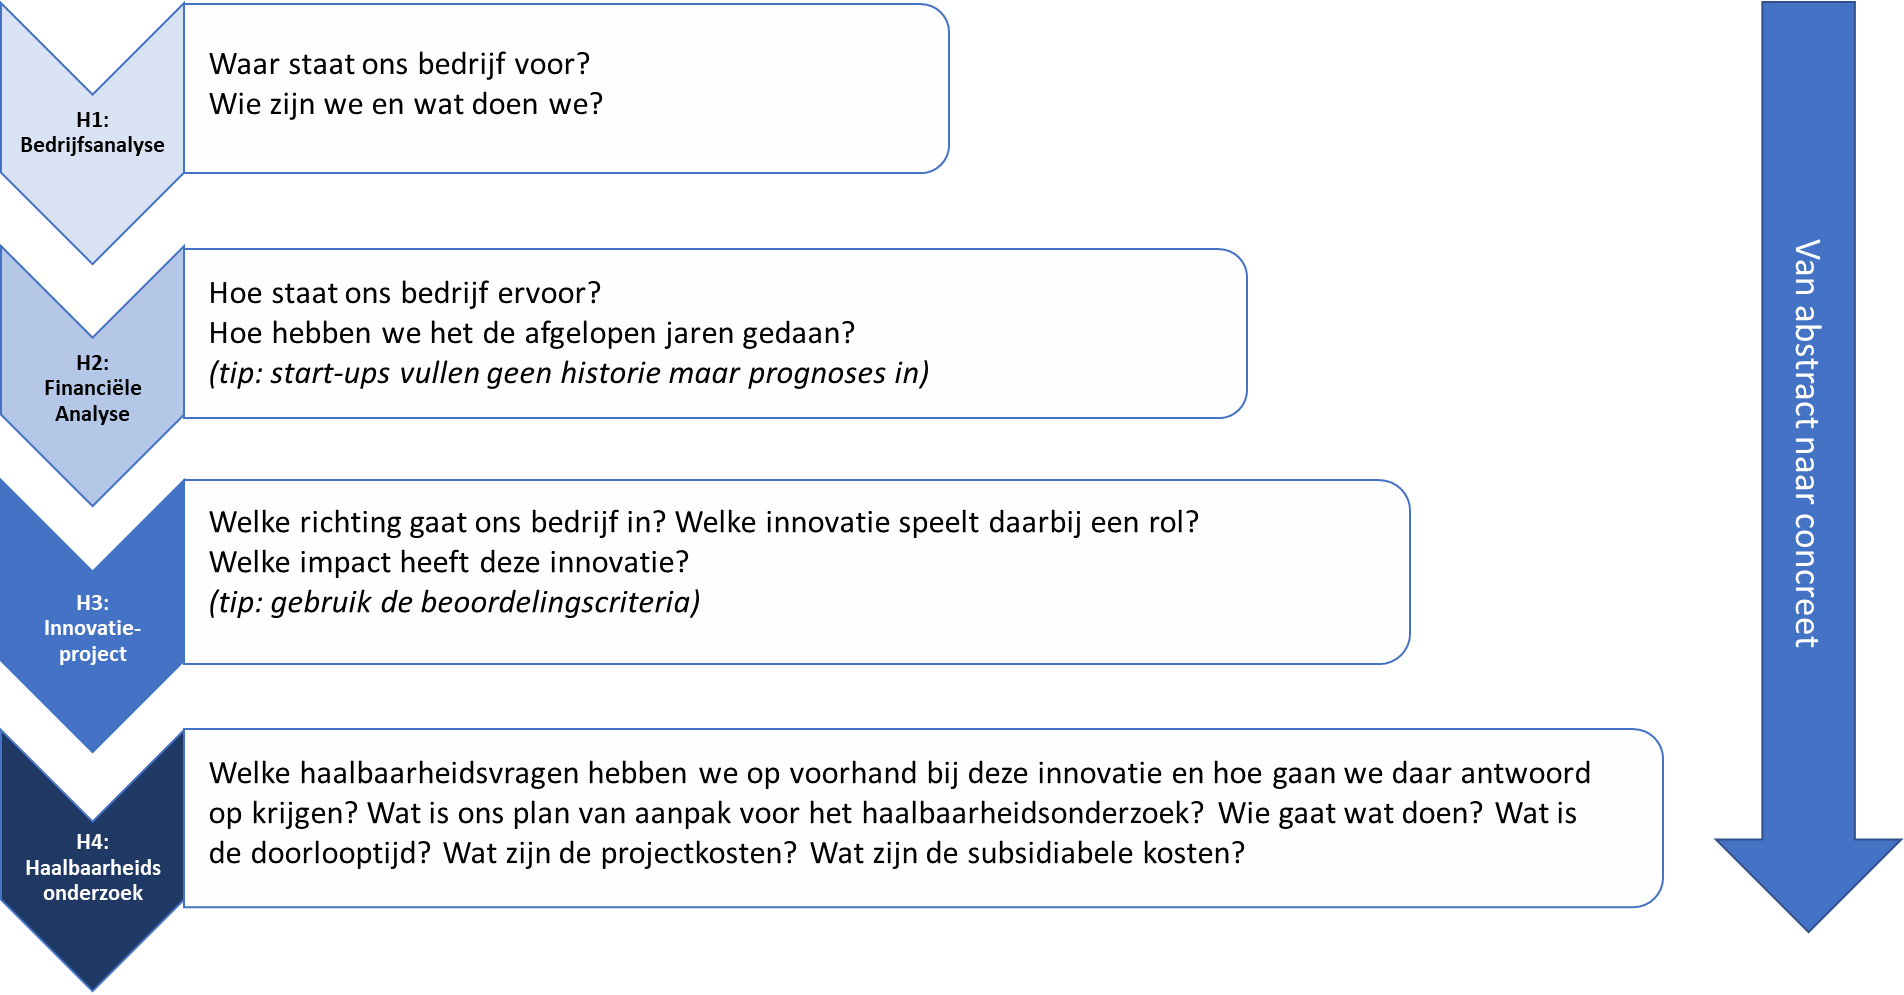 H1:
Bedrijfsanalyse
Waar staat ons bedrijf voor?
Wie zijn we en wat doen we?
H2:
Financiële
Analyse
Hoe staat ons bedrijf ervoor?
Hoe hebben we het de afgelopen jaren gedaan?
(tip: start-ups vullen geen historie maar prognoses in)
H3:
Innovatie-
project
Welke richting gaat ons bedrijf in? Welke innovatie speelt daarbij een rol?
Welke impact heeft deze innovatie?
(tip: gebruik de beoordelingscriteria)
H4:
Haalbaarheids
onderzoek
Welke haalbaarheidsvragen hebben we op voorhand bij deze innovatie en hoe gaan we daar antwoord
op krijgen? Wat is ons plan van aanpak voor het haalbaarheidsonderzoek? Wie gaat wat doen? Wat is
de doorlooptijd? Wat zijn de projectkosten? Wat zijn de subsidiabele kosten?
Van abstract naar concreet